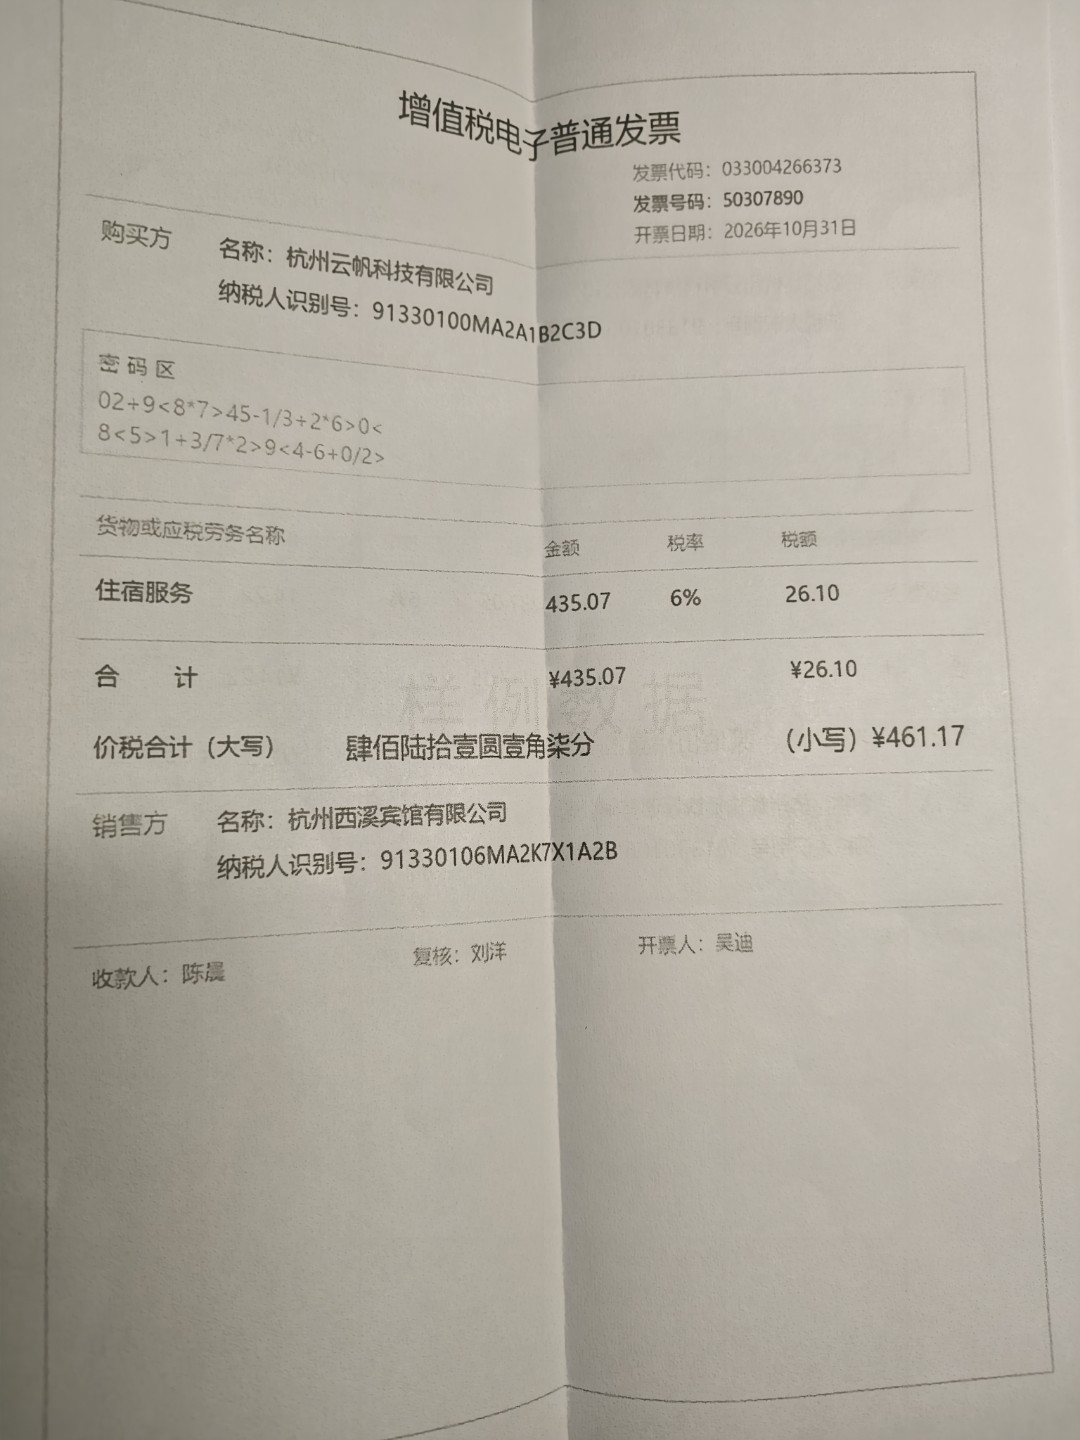 增值税电子普通发票
发票代码：033004266373
发票号码：50307890
开票日期：2026年10月31日
购买方 名称：杭州云帆科技有限公司
纳税人识别号：91330100MA2A1B2C3D
密码区
02+9<8*7>45-1/3+2*6>0<
8<5>1+3/7*2>9<4-6+0/2>
货物或应税劳务名称 金额 税率 税额
住宿服务 435.07 6% 26.10
合 计 ¥435.07 ¥26.10
样例数据
价税合计（大写） 肆佰陆拾壹圆壹角柒分 （小写）¥461.17
销售方 名称：杭州西溪宾馆有限公司
纳税人识别号：91330106MA2K7X1A2B
收款人：陈晨 复核：刘洋 开票人：吴迪